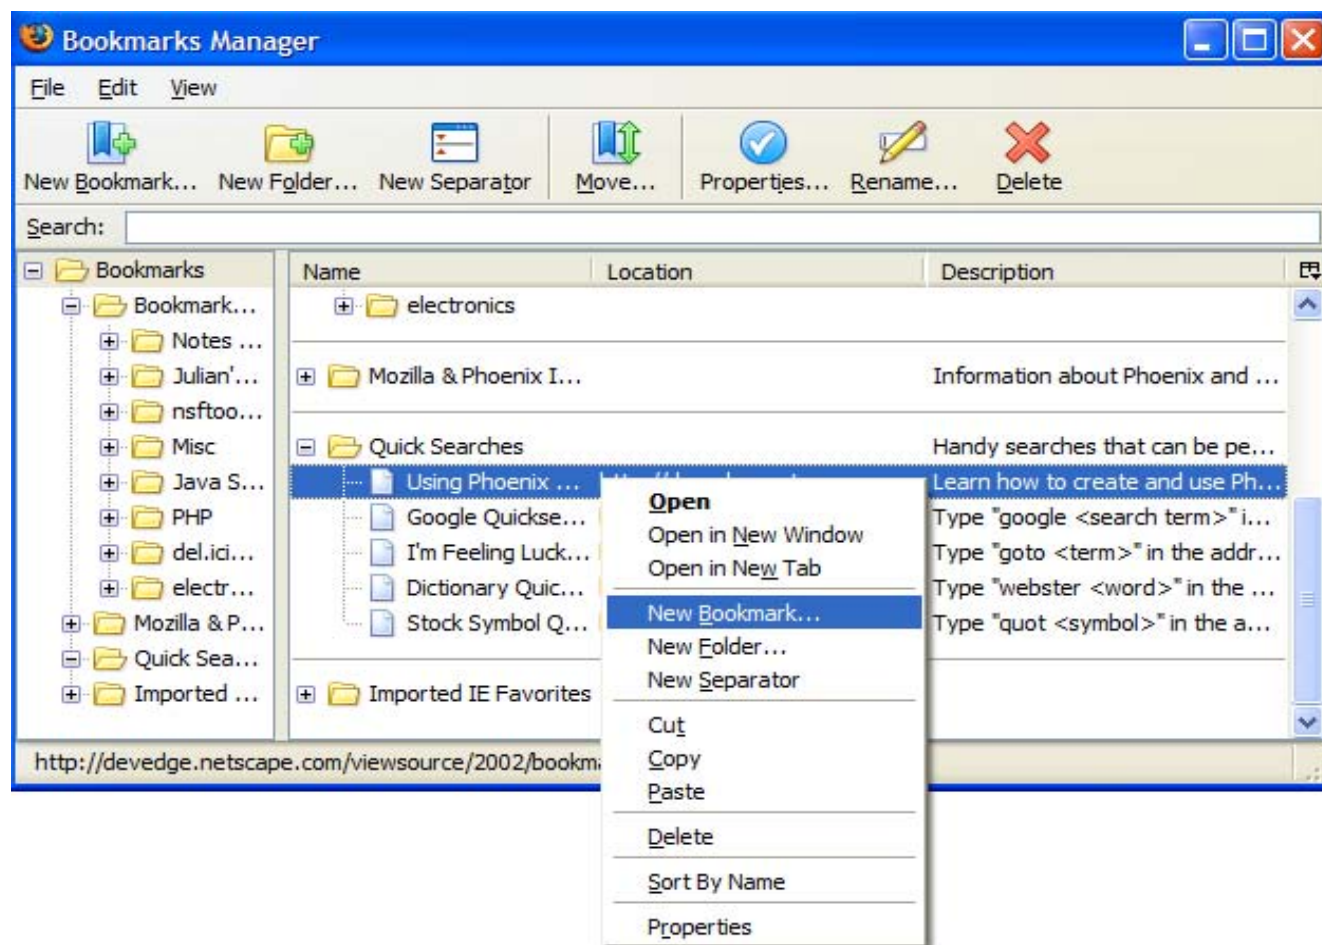 Bookmarks Manager
File Edit View
New Bookmark... New Folder... New Separator Move... Properties... Rename... Delete
Search:
Bookmarks
Bookmark...
Notes ...
Julian'...
nsftoo...
Misc
Java S...
PHP
del.ici...
electr...
Mozilla & P...
Quick Sea...
Imported ...
Name Location Description
electronics
Mozilla & Phoenix I... Information about Phoenix and ...
Quick Searches Handy searches that can be pe...
Using Phoenix ... Learn how to create and use Ph...
Google Quickse... Type "google <search term>" i...
I'm Feeling Luck... Type "goto <term>" in the addr...
Dictionary Quic... Type "webster <word>" in the ...
Stock Symbol Q... Type "quot <symbol>" in the a...
Imported IE Favorites
Open
Open in New Window
Open in New Tab
New Bookmark...
New Folder...
New Separator
Cut
Copy
Paste
Delete
Sort By Name
Properties
http://devedge.netscape.com/viewsource/2002/bookma